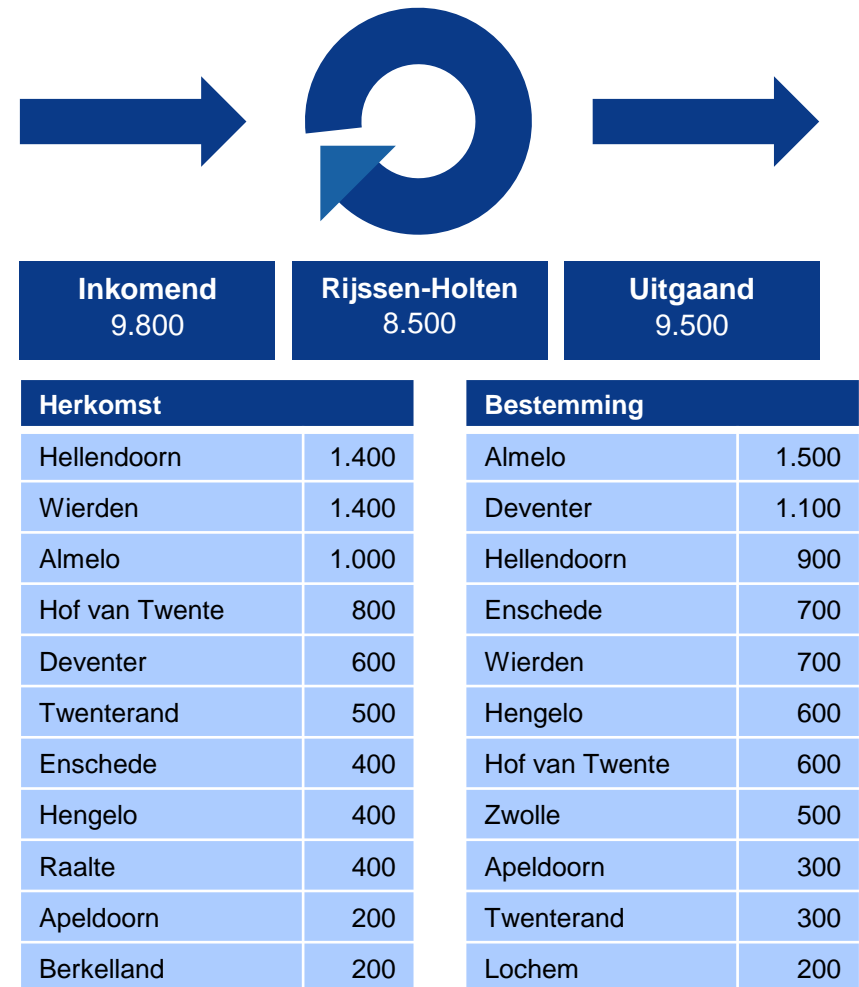 Inkomend
9.800
Rijssen-Holten
8.500
Uitgaand
9.500
Herkomst
Hellendoorn 1.400
Wierden 1.400
Almelo 1.000
Hof van Twente 800
Deventer 600
Twenterand 500
Enschede 400
Hengelo 400
Raalte 400
Apeldoorn 200
Berkelland 200
Bestemming
Almelo 1.500
Deventer 1.100
Hellendoorn 900
Enschede 700
Wierden 700
Hengelo 600
Hof van Twente 600
Zwolle 500
Apeldoorn 300
Twenterand 300
Lochem 200